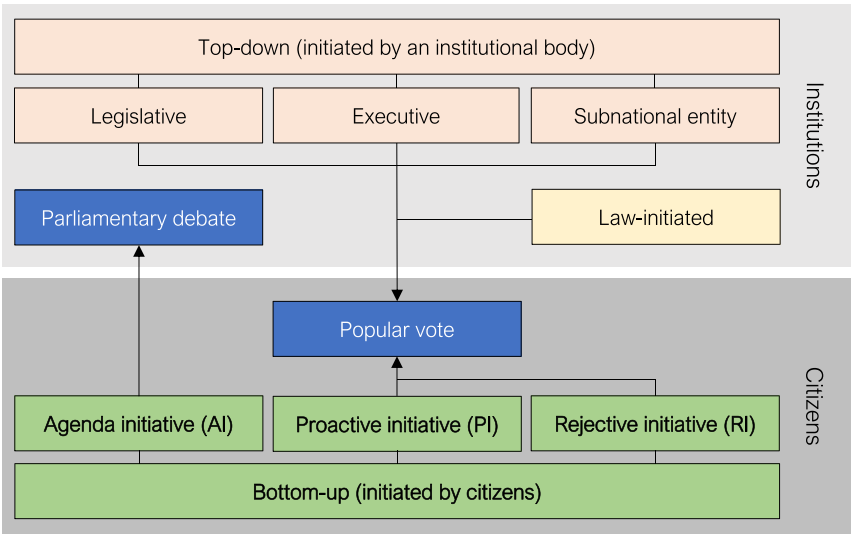 Top-down (initiated by an institutional body)
Legislative
Executive
Subnational entity
Institutions
Parliamentary debate
Law-initiated
Popular vote
Citizens
Agenda initiative (AI)
Proactive initiative (PI)
Rejective initiative (RI)
Bottom-up (initiated by citizens)